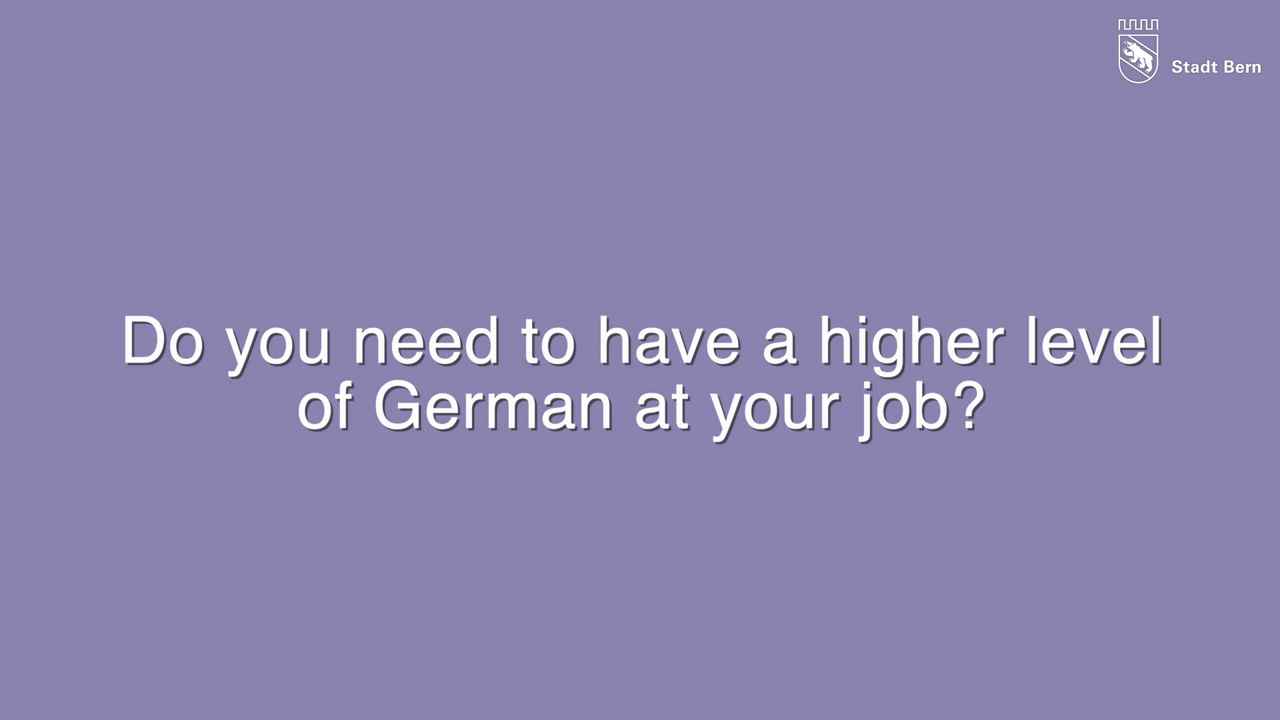 Stadt Bern
Do you need to have a higher level
of German at your job?